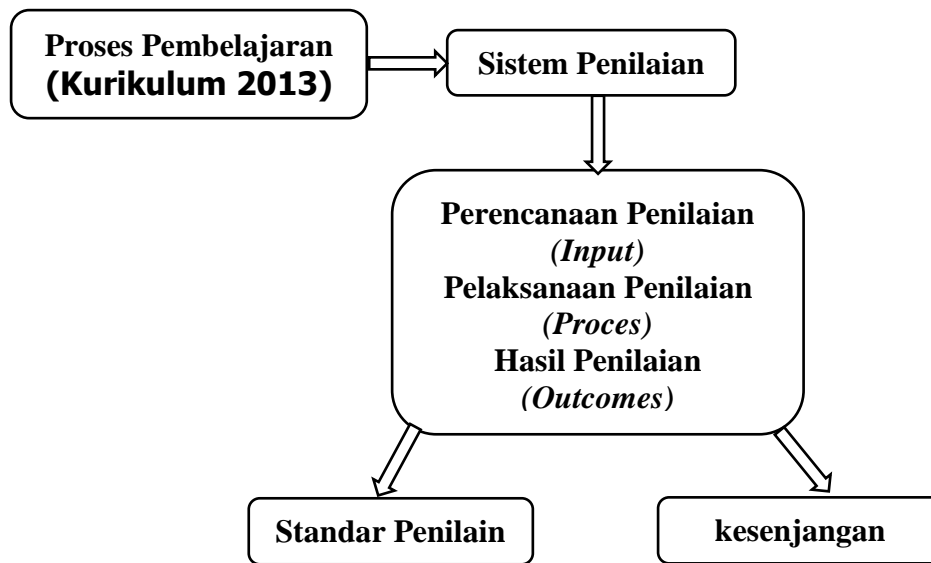 Proses Pembelajaran
(Kurikulum 2013)
Sistem Penilaian
Perencanaan Penilaian
(Input)
Pelaksanaan Penilaian
(Proces)
Hasil Penilaian
(Outcomes)
Standar Penilain
kesenjangan